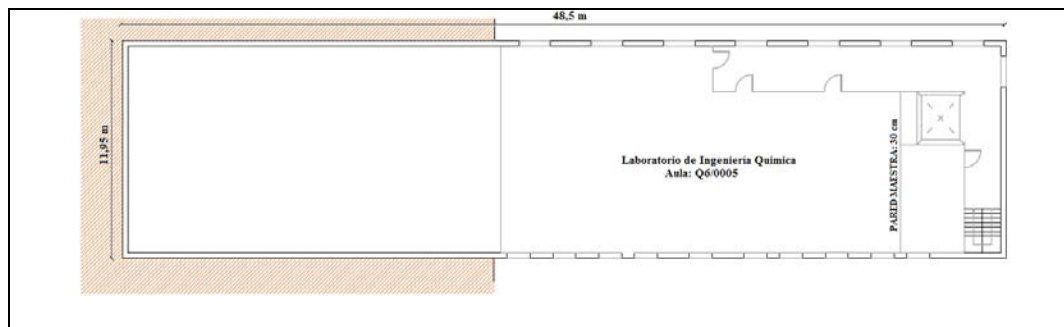 48,5 m
11,95 m
Laboratorio de Ingeniería Química
Aula: Q6/0005
PARED MAESTRA: 30 cm